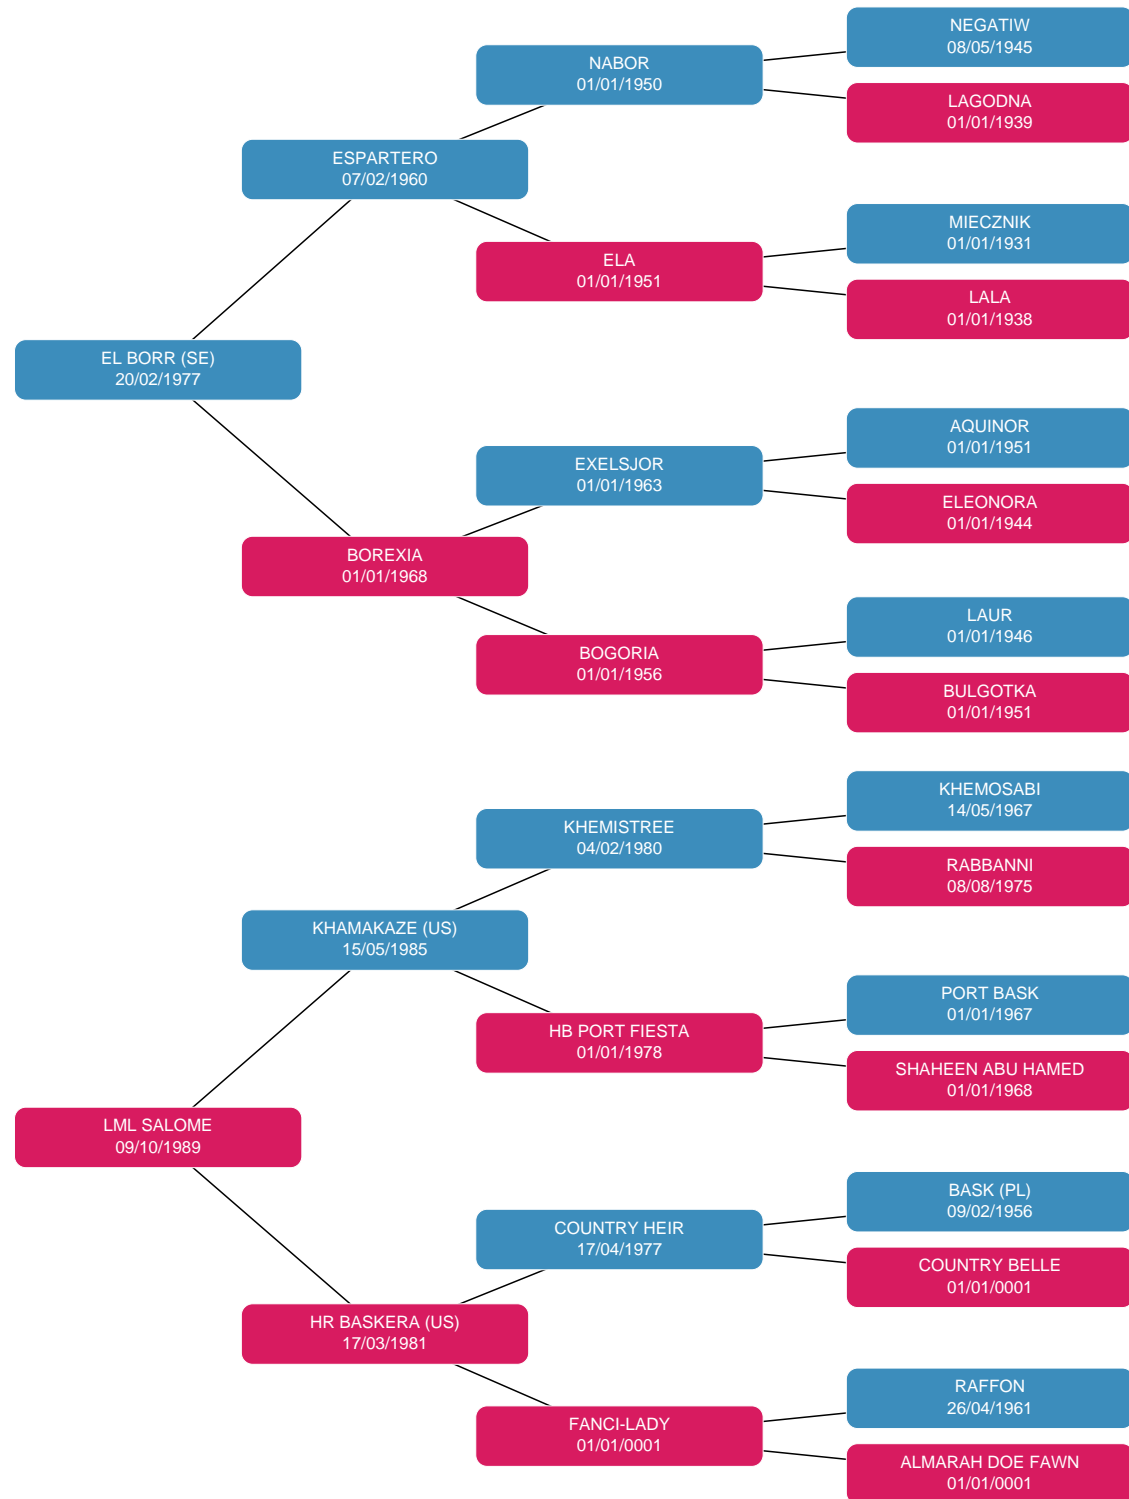 NEGATIW
08/05/1945
NABOR
01/01/1950
LAGODNA
01/01/1939
ESPARTERO
07/02/1960
MIECZNIK
01/01/1931
ELA
01/01/1951
LALA
01/01/1938
EL BORR (SE)
20/02/1977
AQUINOR
01/01/1951
EXELSJOR
01/01/1963
ELEONORA
01/01/1944
BOREXIA
01/01/1968
LAUR
01/01/1946
BOGORIA
01/01/1956
BULGOTKA
01/01/1951
KHEMOSABI
14/05/1967
KHEMISTREE
04/02/1980
RABBANNI
08/08/1975
KHAMAKAZE (US)
15/05/1985
PORT BASK
01/01/1967
HB PORT FIESTA
01/01/1978
SHAHEEN ABU HAMED
01/01/1968
LML SALOME
09/10/1989
BASK (PL)
09/02/1956
COUNTRY HEIR
17/04/1977
COUNTRY BELLE
01/01/0001
HR BASKERA (US)
17/03/1981
RAFFON
26/04/1961
FANCI-LADY
01/01/0001
ALMARAH DOE FAWN
01/01/0001